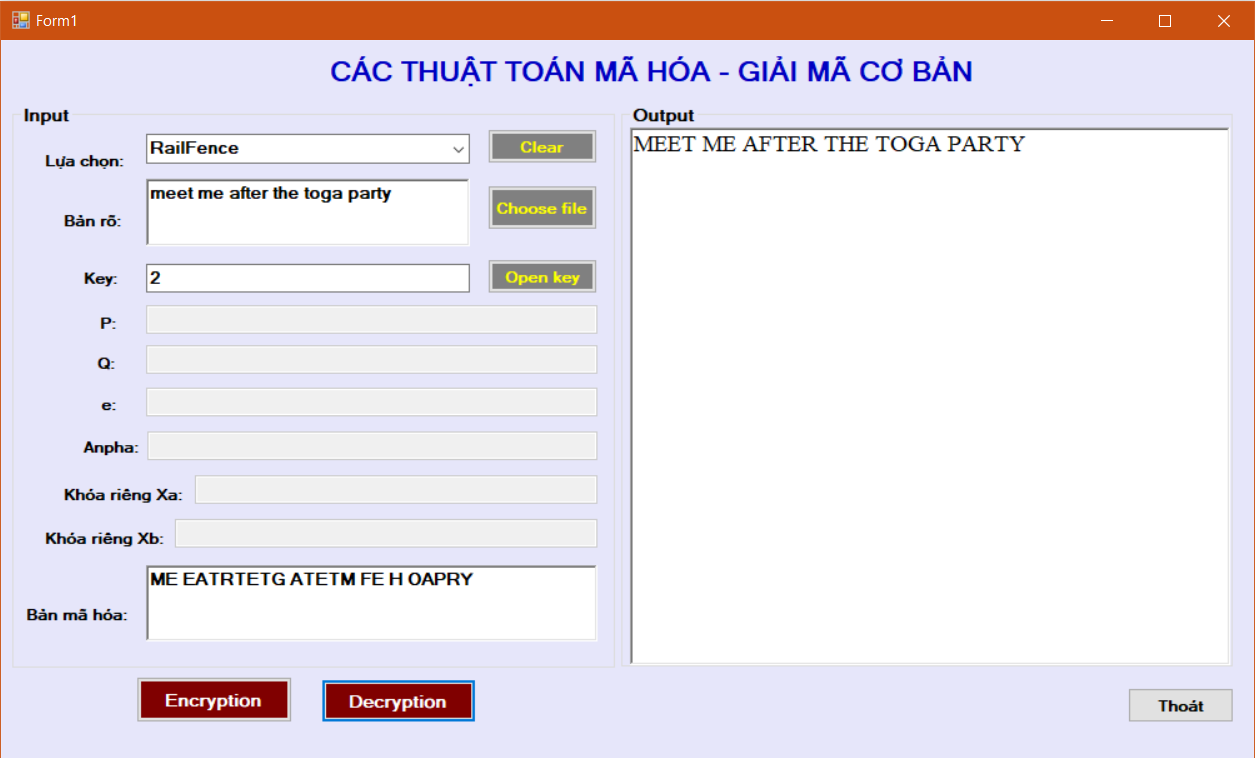 Form1
CÁC THUẬT TOÁN MÃ HÓA - GIẢI MÃ CƠ BẢN
Input
Lựa chọn:
RailFence
Clear
Bản rõ:
meet me after the toga party
Choose file
Key:
2
Open key
P:
Q:
e:
Anpha:
Khóa riêng Xa:
Khóa riêng Xb:
Bản mã hóa:
ME EATRTETG ATETM FE H OAPRY
Encryption
Decryption
Output
MEET ME AFTER THE TOGA PARTY
Thoát